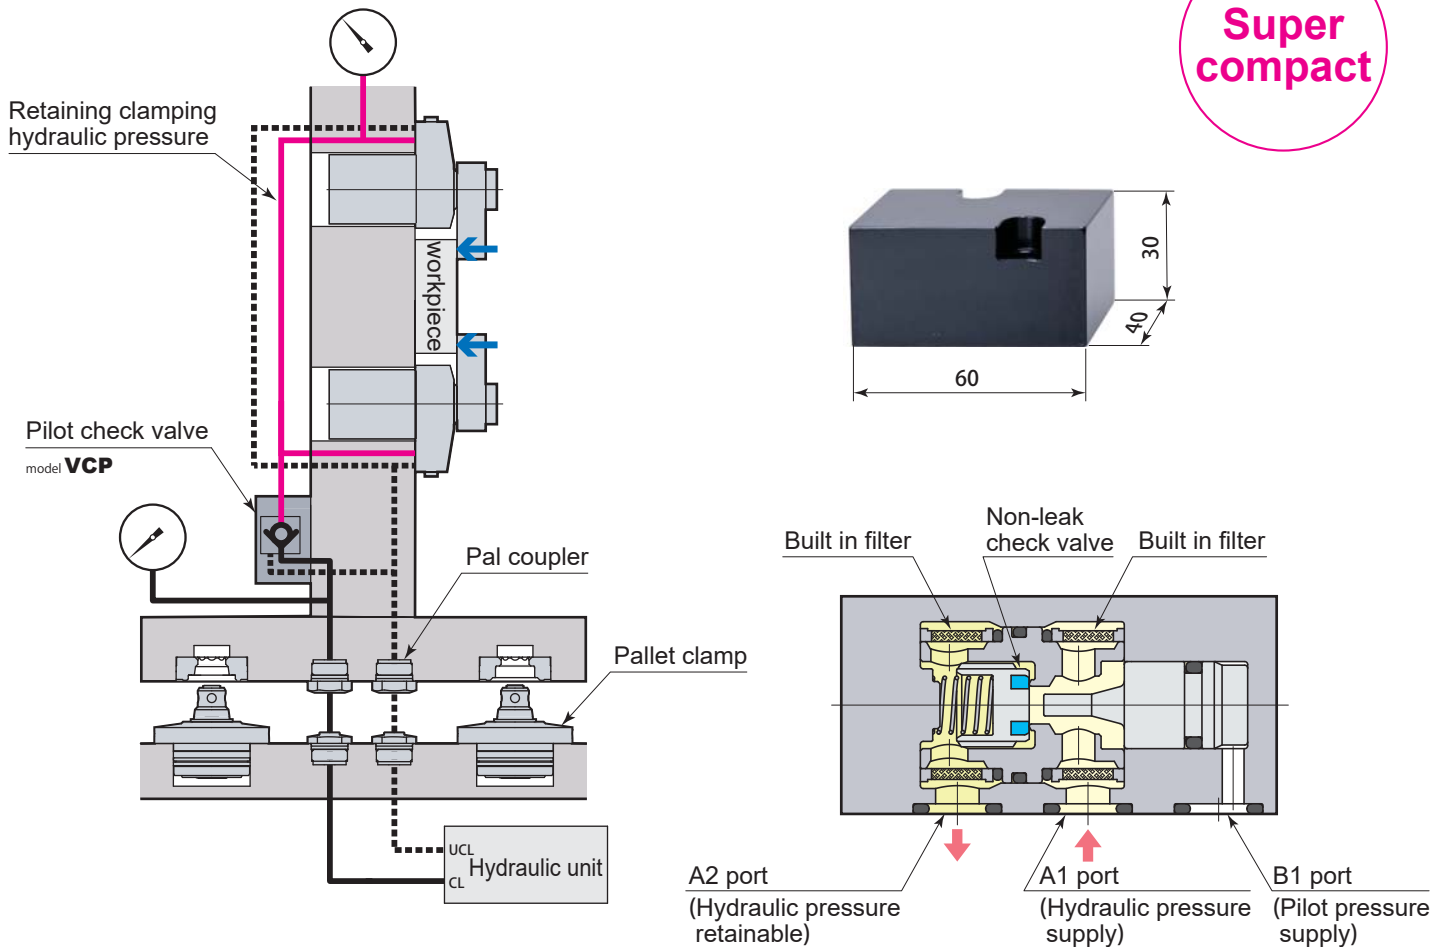 Super
compact
Retaining clamping
hydraulic pressure
workpiece
30
40
60
Pilot check valve
model VCP
Pal coupler
Pallet clamp
UCL
CL
Hydraulic unit
Built in filter
Non-leak
check valve
Built in filter
A2 port
(Hydraulic pressure
retainable)
A1 port
(Hydraulic pressure
supply)
B1 port
(Pilot pressure
supply)